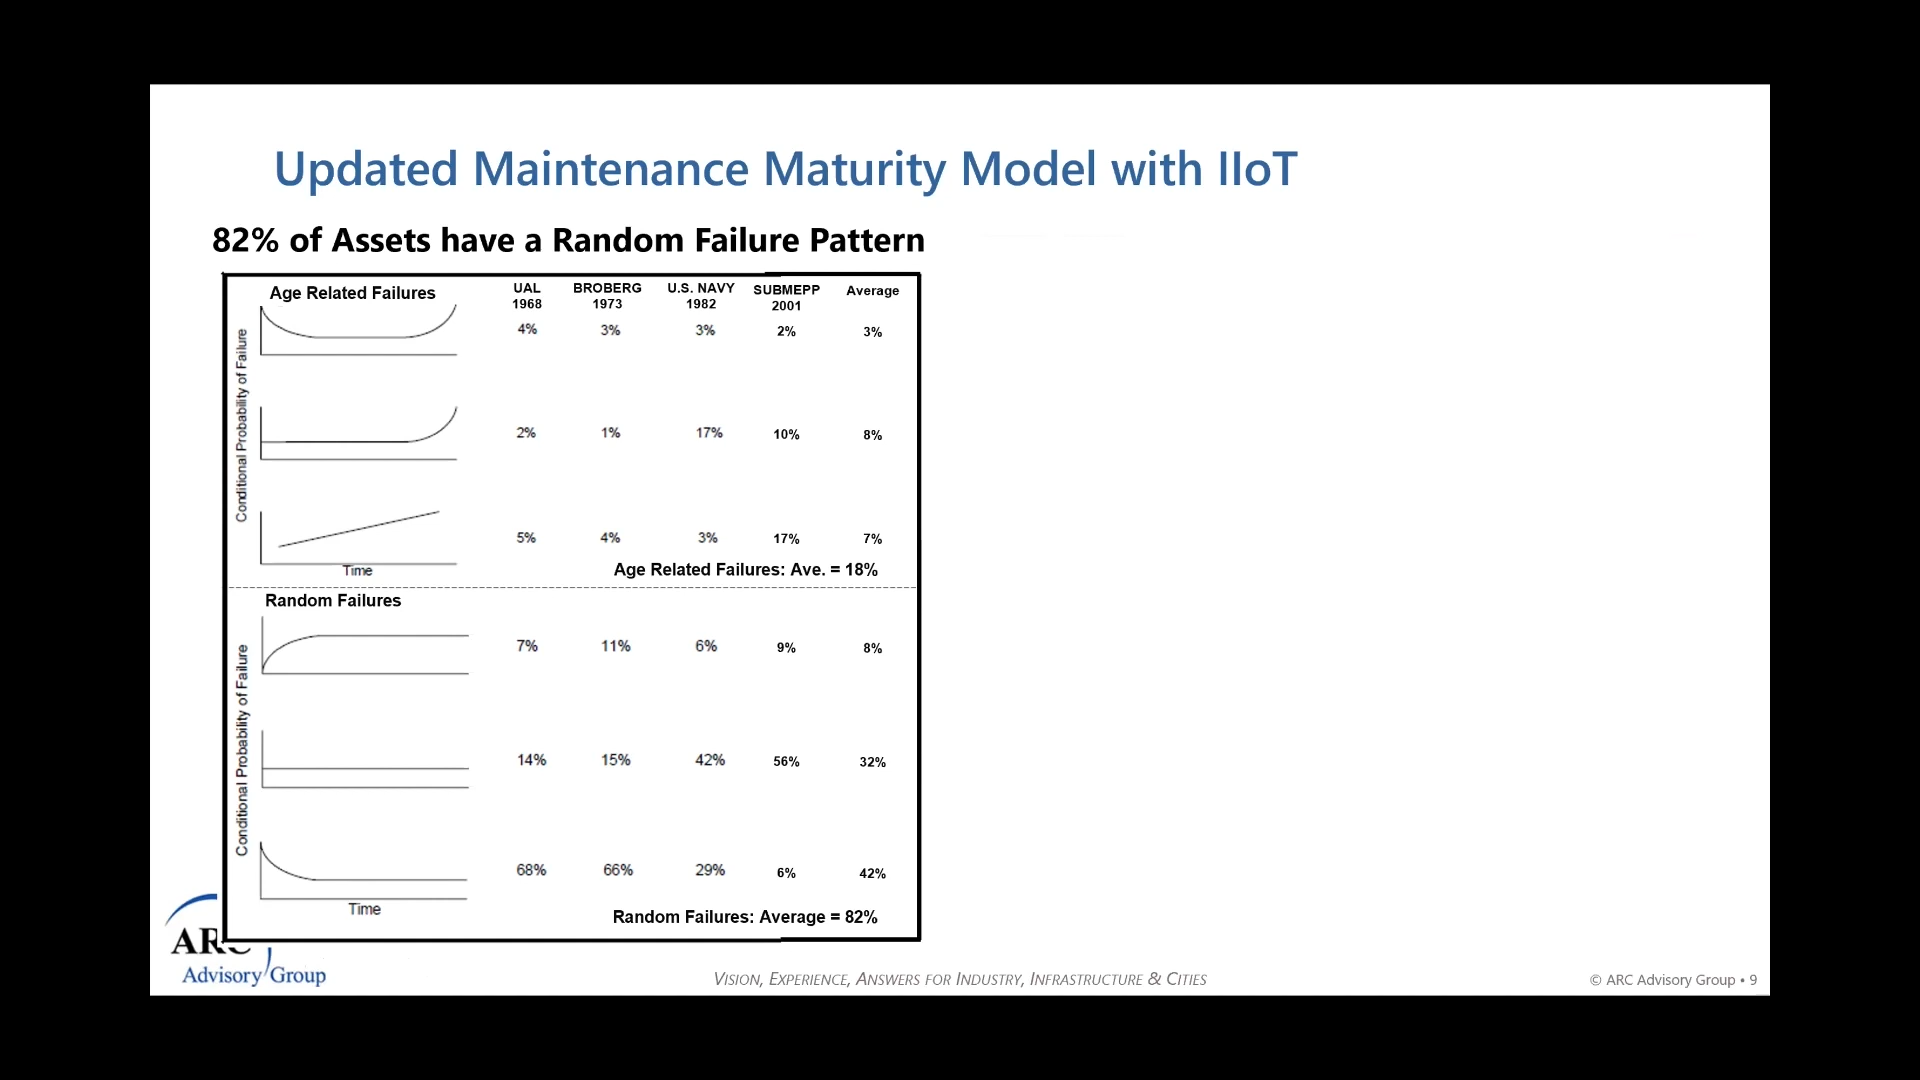 Updated Maintenance Maturity Model with IIoT
82% of Assets have a Random Failure Pattern
Age Related Failures
UAL 1968
BROBERG 1973
U.S. NAVY 1982
SUBMEPP 2001
Average
Conditional Probability of Failure
4% 3% 3% 2% 3%
2% 1% 17% 10% 8%
5% 4% 3% 17% 7%
Time
Age Related Failures: Ave. = 18%
Random Failures
Conditional Probability of Failure
7% 11% 6% 9% 8%
14% 15% 42% 56% 32%
68% 66% 29% 6% 42%
Time
Random Failures: Average = 82%
ARC
Advisory Group
VISION, EXPERIENCE, ANSWERS FOR INDUSTRY, INFRASTRUCTURE & CITIES
© ARC Advisory Group • 9